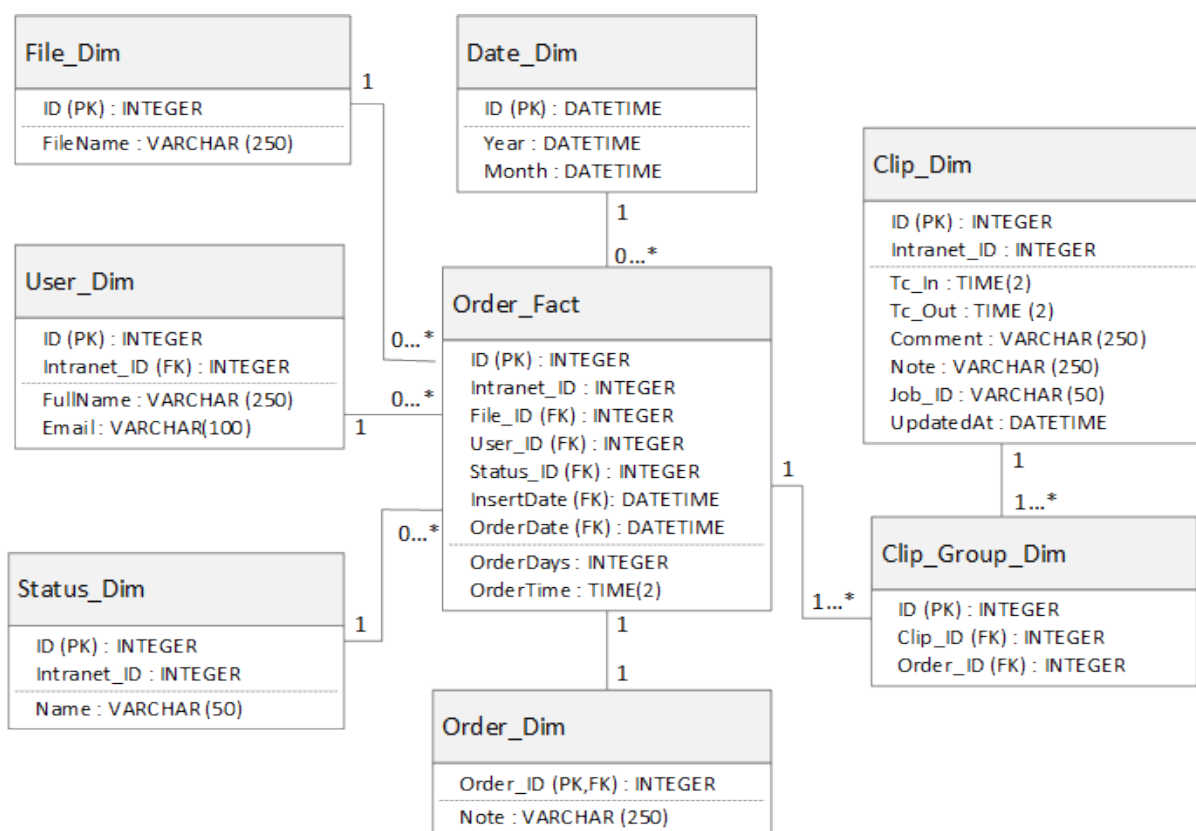 File_Dim
ID (PK) : INTEGER
FileName : VARCHAR (250)
1
Date_Dim
ID (PK) : DATETIME
Year : DATETIME
Month : DATETIME
1
0...*
Clip_Dim
ID (PK) : INTEGER
Intranet_ID : INTEGER
Tc_In : TIME(2)
Tc_Out : TIME (2)
Comment : VARCHAR (250)
Note : VARCHAR (250)
Job_ID : VARCHAR (50)
UpdatedAt : DATETIME
1
1...*
User_Dim
ID (PK) : INTEGER
Intranet_ID (FK) : INTEGER
FullName : VARCHAR (250)
Email : VARCHAR(100)
0...*
0...*
1
Order_Fact
ID (PK) : INTEGER
Intranet_ID : INTEGER
File_ID (FK) : INTEGER
User_ID (FK) : INTEGER
Status_ID (FK) : INTEGER
InsertDate (FK): DATETIME
OrderDate (FK) : DATETIME
OrderDays : INTEGER
OrderTime : TIME(2)
1
1...*
Clip_Group_Dim
ID (PK) : INTEGER
Clip_ID (FK) : INTEGER
Order_ID (FK) : INTEGER
0...*
Status_Dim
ID (PK) : INTEGER
Intranet_ID : INTEGER
Name : VARCHAR (50)
1
1
1
Order_Dim
Order_ID (PK,FK) : INTEGER
Note : VARCHAR (250)